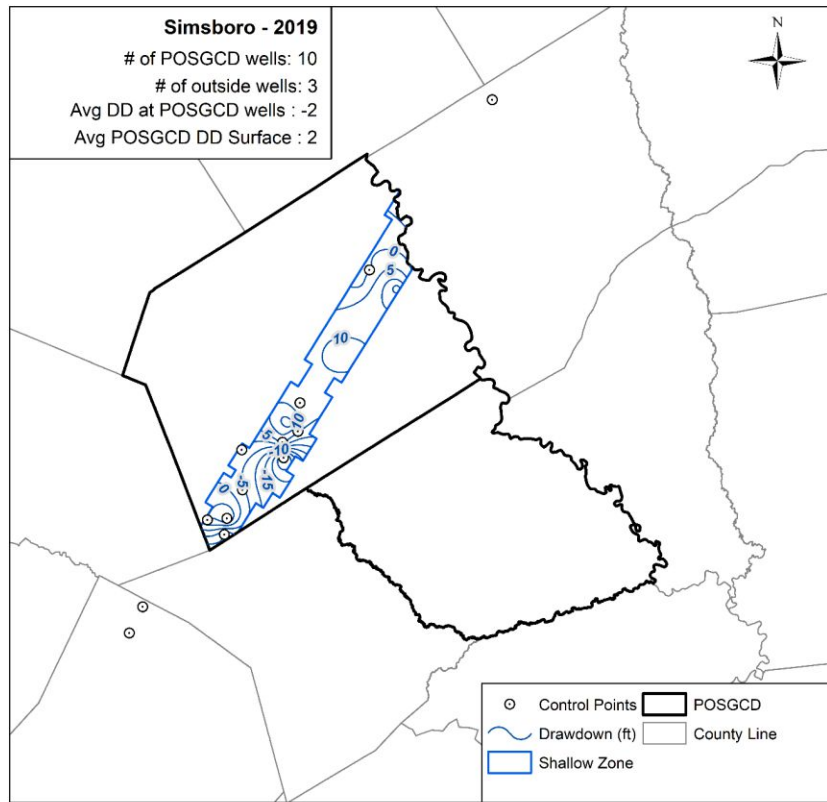 Simsboro - 2019
# of POSGCD wells: 10
# of outside wells: 3
Avg DD at POSGCD wells : -2
Avg POSGCD DD Surface : 2
N
0
5
10
10
-5
10
-15
-5
0
Control Points
POSGCD
Drawdown (ft)
County Line
Shallow Zone